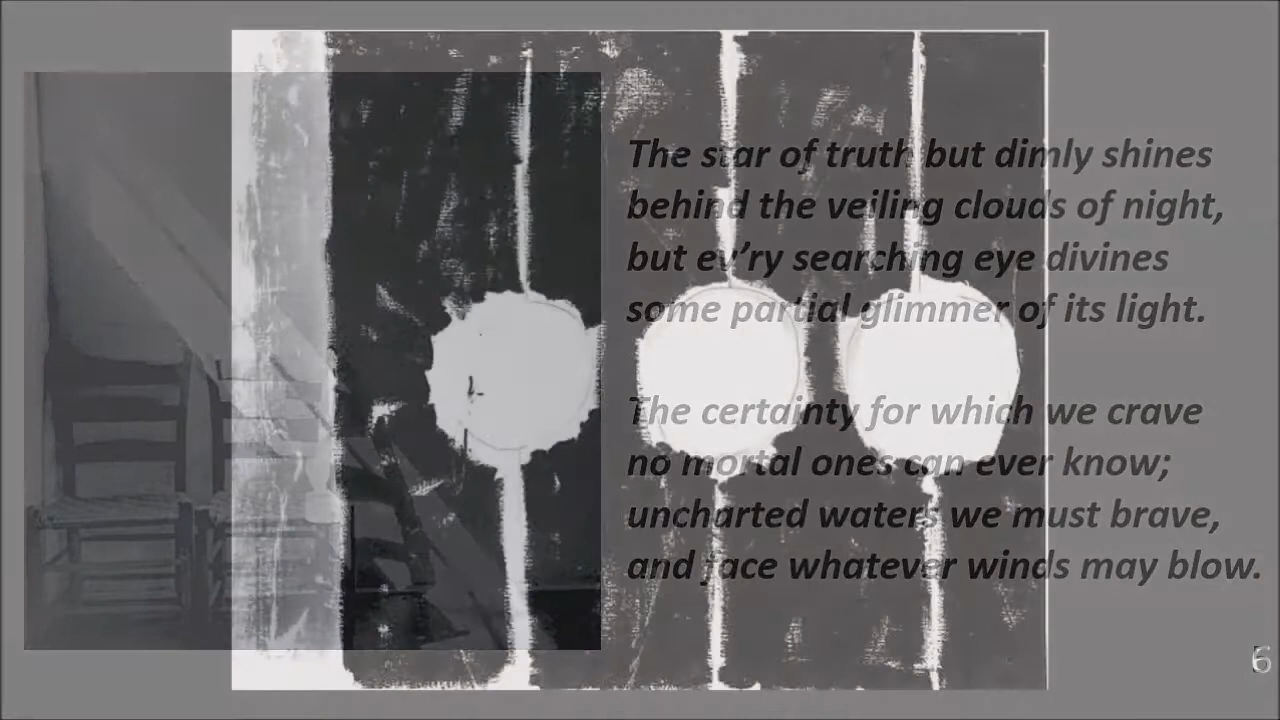 The star of truth but dimly shines
behind the veiling clouds of night,
but ev’ry searching eye divines
some partial glimmer of its light.
The certainty for which we crave
no mortal ones can ever know;
uncharted waters we must brave,
and face whatever winds may blow.
6